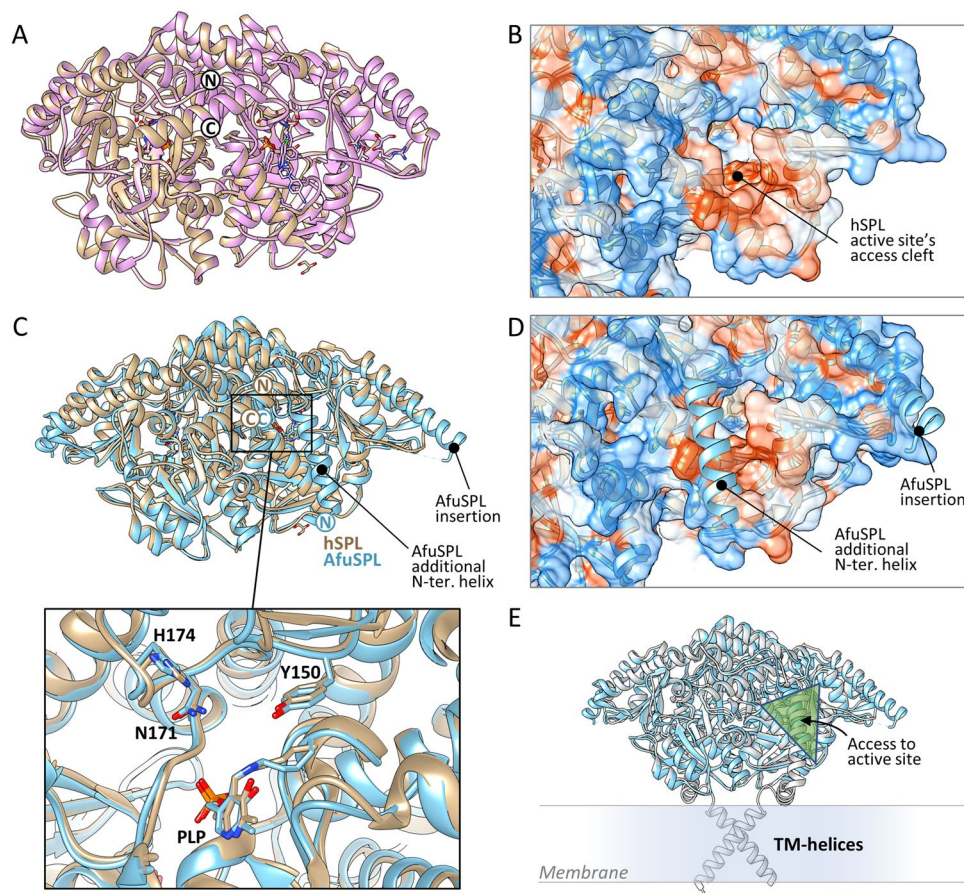 A
N
C
B
hSPL
active site's
access cleft
C
N
CC
N
hSPL
AfuSPL
AfuSPL
insertion
AfuSPL
additional
N-ter. helix
D
AfuSPL
insertion
AfuSPL
additional
N-ter. helix
H174
Y150
N171
PLP
E
Access to
active site
TM-helices
Membrane